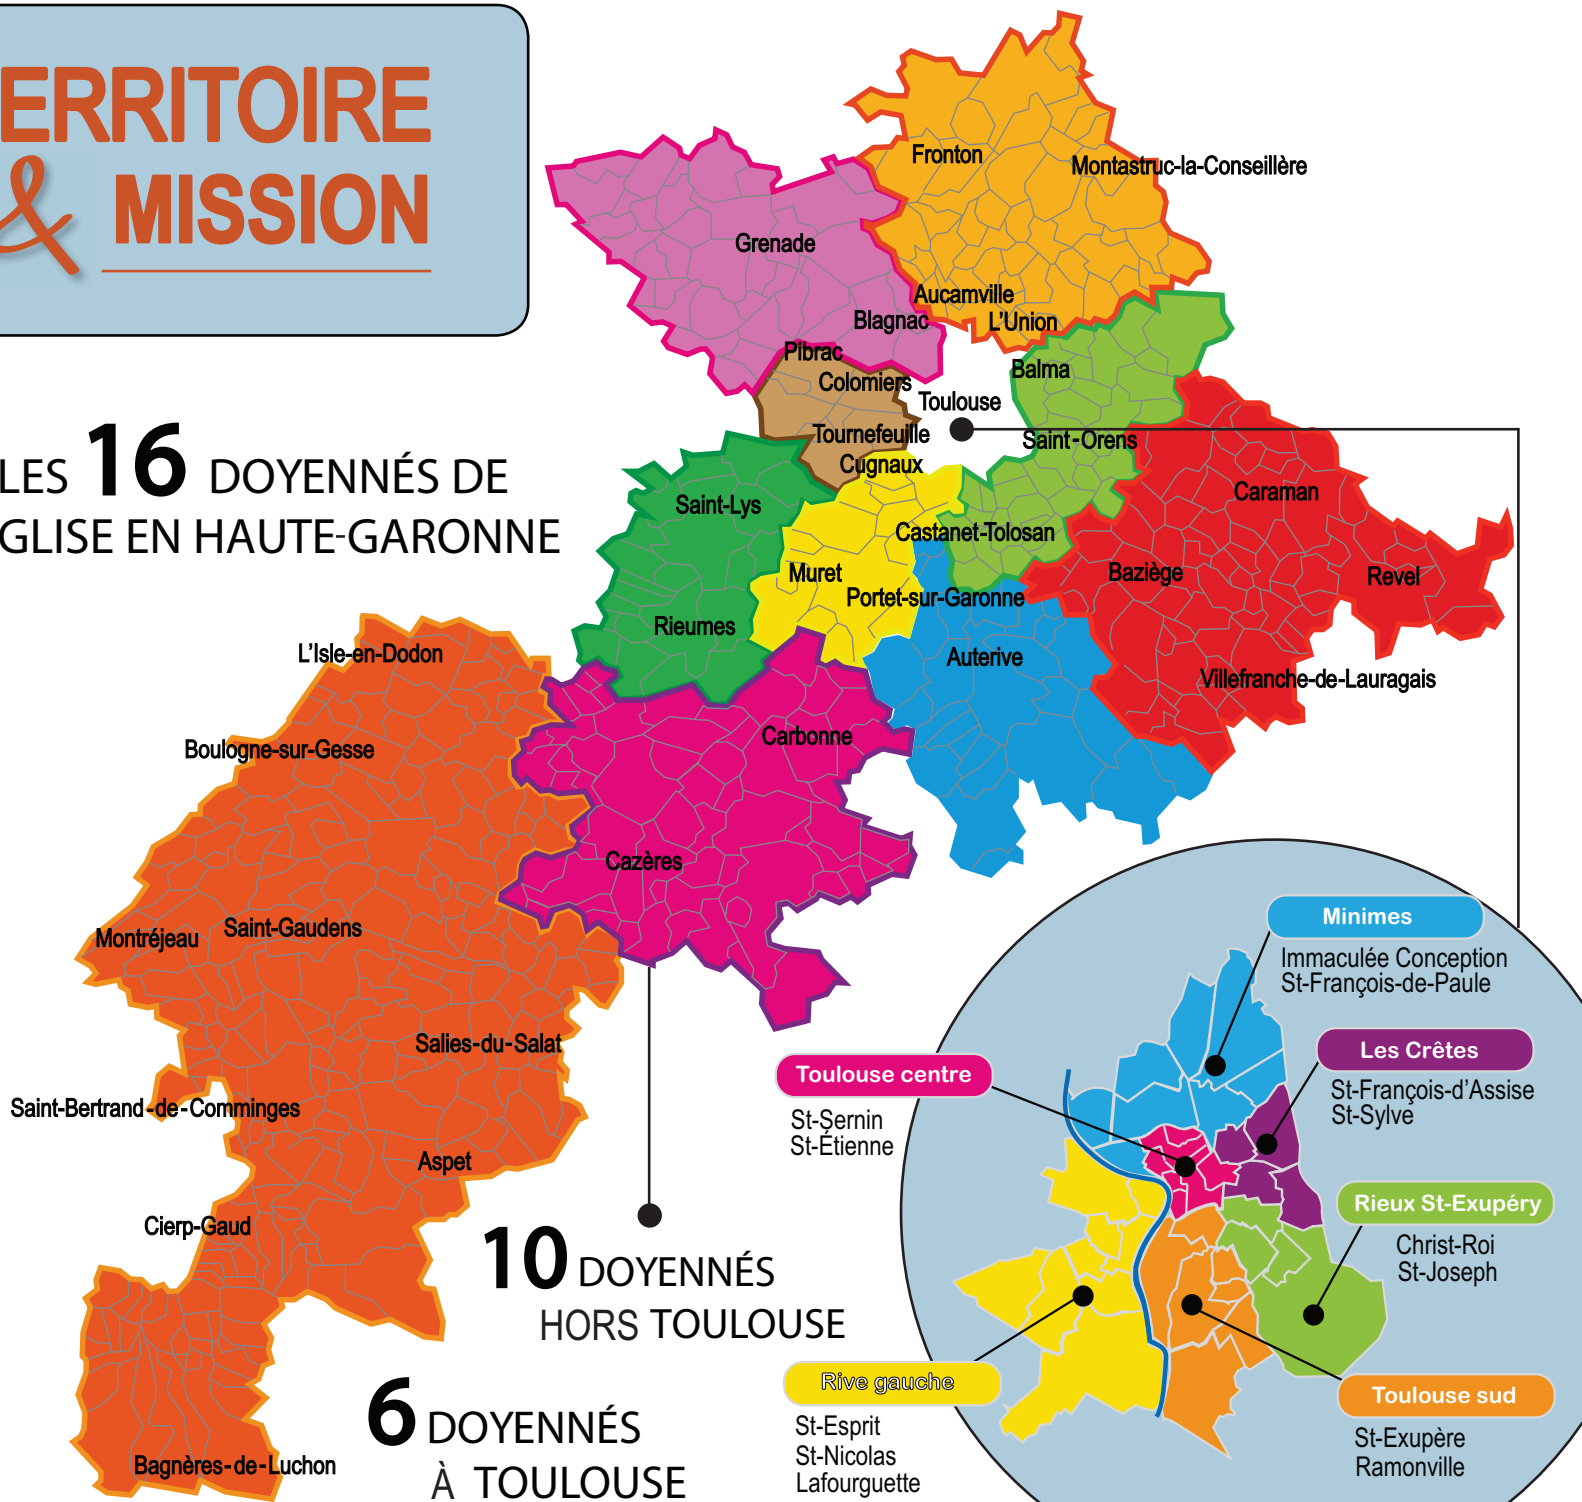 ERRITOIRE
& MISSION
LES 16 DOYENNÉS DE
GLISE EN HAUTE-GARONNE
Fronton
Montastruc-la-Conseillère
Grenade
Aucamville
Blagnac
L'Union
Pibrac
Colomiers
Balma
Toulouse
Tournefeuille
Saint-Orens
Cugnaux
Caraman
Saint-Lys
Castanet-Tolosan
Muret
Baziège
Revel
Portet-sur-Garonne
Rieumes
L'Isle-en-Dodon
Auterive
Villefranche-de-Lauragais
Boulogne-sur-Gesse
Carbonne
Cazères
Montréjeau
Saint-Gaudens
Salies-du-Salat
Saint-Bertrand-de-Comminges
Aspet
Cierp-Gaud
Bagnères-de-Luchon
10 DOYENNÉS
HORS TOULOUSE
6 DOYENNÉS
À TOULOUSE
Minimes
Immaculée Conception
St-François-de-Paule
Les Crêtes
St-François-d'Assise
St-Sylve
Toulouse centre
St-Sernin
St-Étienne
Rieux St-Exupéry
Christ-Roi
St-Joseph
Rive gauche
St-Esprit
St-Nicolas
Lafourguette
Toulouse sud
St-Exupère
Ramonville